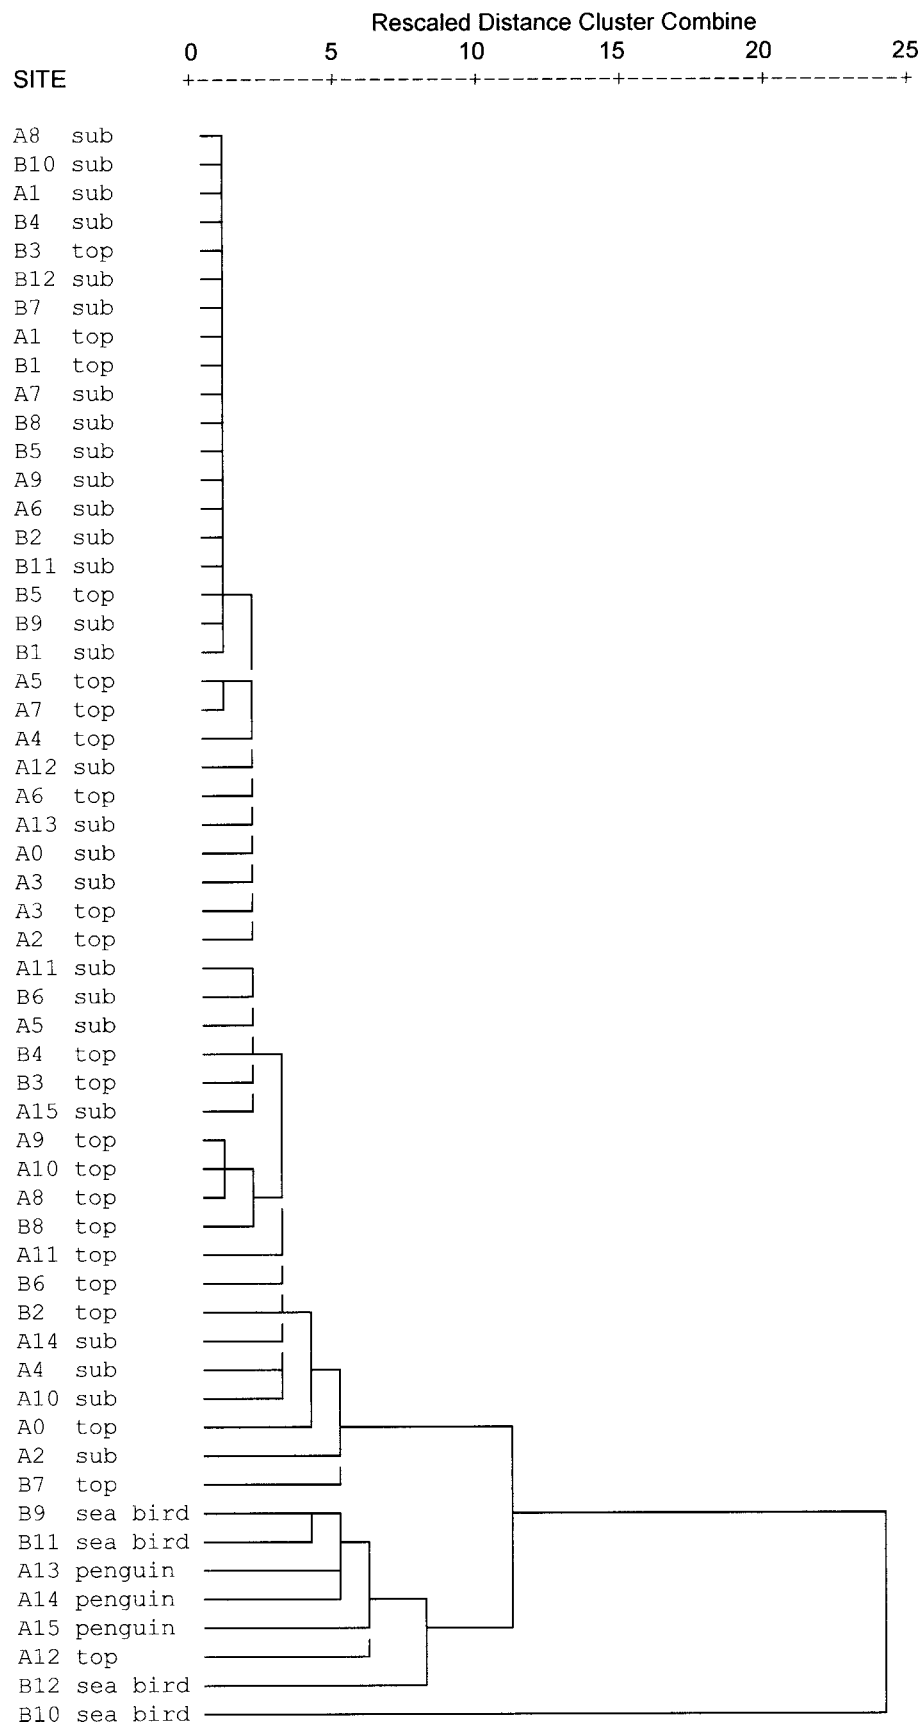 Rescaled Distance Cluster Combine
0 5 10 15 20 25
SITE
A8 sub
B10 sub
A1 sub
B4 sub
B3 top
B12 sub
B7 sub
A1 top
B1 top
A7 sub
B8 sub
B5 sub
A9 sub
A6 sub
B2 sub
B11 sub
B5 top
B9 sub
B1 sub
A5 top
A7 top
A4 top
A12 sub
A6 top
A13 sub
A0 sub
A3 sub
A3 top
A2 top
A11 sub
B6 sub
A5 sub
B4 top
B3 top
A15 sub
A9 top
A10 top
A8 top
B8 top
A11 top
B6 top
B2 top
A14 sub
A4 sub
A10 sub
A0 top
A2 sub
B7 top
B9 sea bird
B11 sea bird
A13 penguin
A14 penguin
A15 penguin
A12 top
B12 sea bird
B10 sea bird